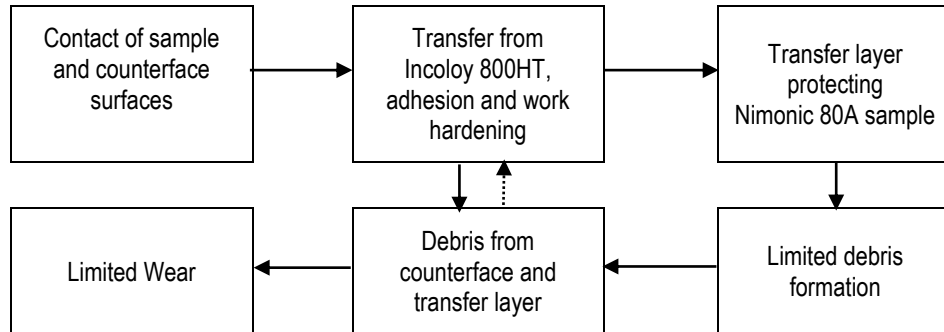 Contact of sample
and counterface
surfaces
Transfer from
Incoloy 800HT,
adhesion and work
hardening
Transfer layer
protecting
Nimonic 80A sample
Limited Wear
Debris from
counterface and
transfer layer
Limited debris
formation